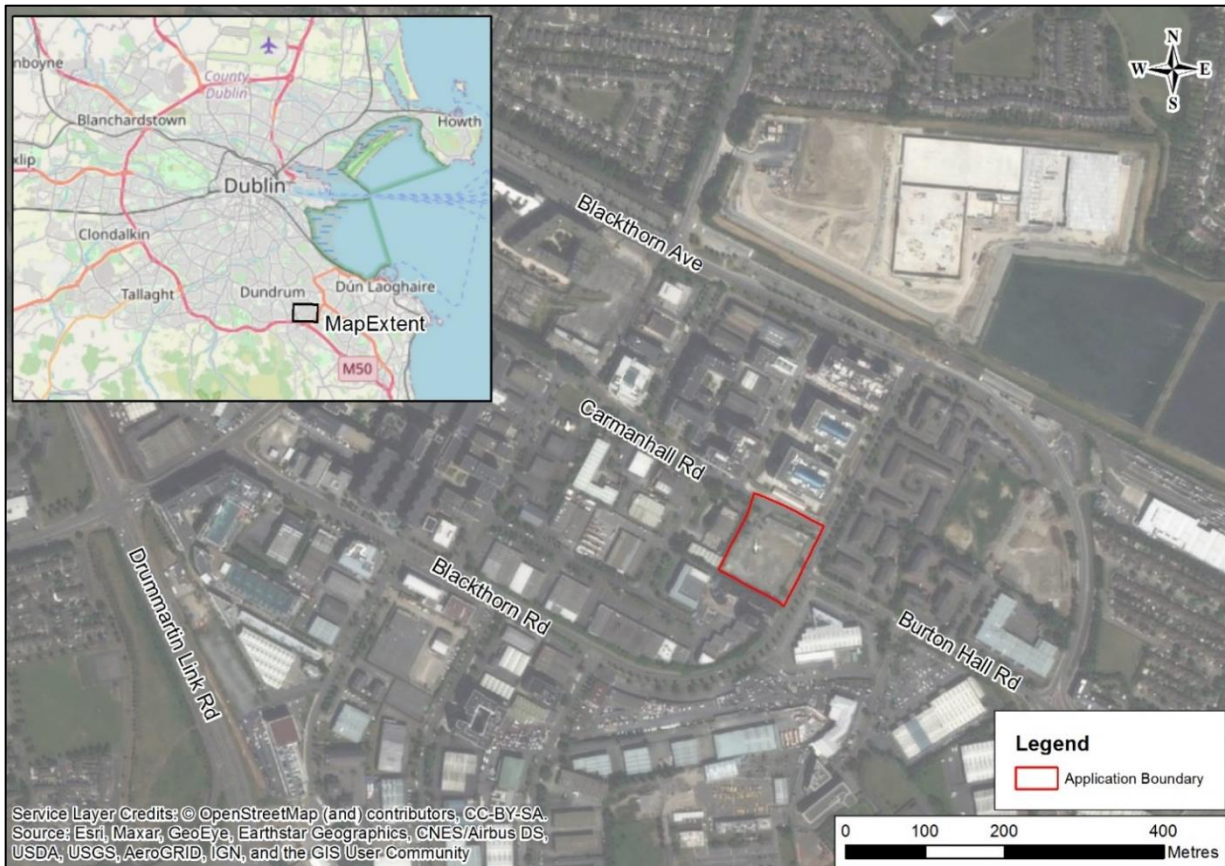 County
Dublin
nboyne
Blanchardstown
Howth
xlip
Dublin
Clondalkin
Tallaght
Dundrum
Dún Laoghaire
MapExtent
M50
N
W
E
S
Blackthorn Ave
Carmanhall Rd
Blackthorn Rd
Drummartin Link Rd
Burton Hall Rd
Legend
Application Boundary
Service Layer Credits: © OpenStreetMap (and) contributors, CC-BY-SA.
Source: Esri, Maxar, GeoEye, Earthstar Geographics, CNES/Airbus DS,
USDA, USGS, AeroGRID, IGN, and the GIS User Community
0 100 200 400
Metres